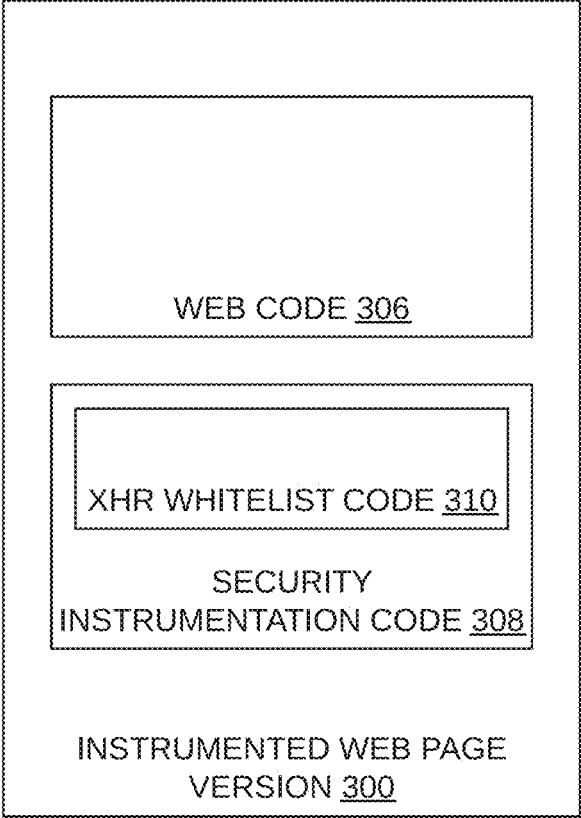 WEB CODE 306
XHR WHITELIST CODE 310
SECURITY
INSTRUMENTATION CODE 308
INSTRUMENTED WEB PAGE
VERSION 300